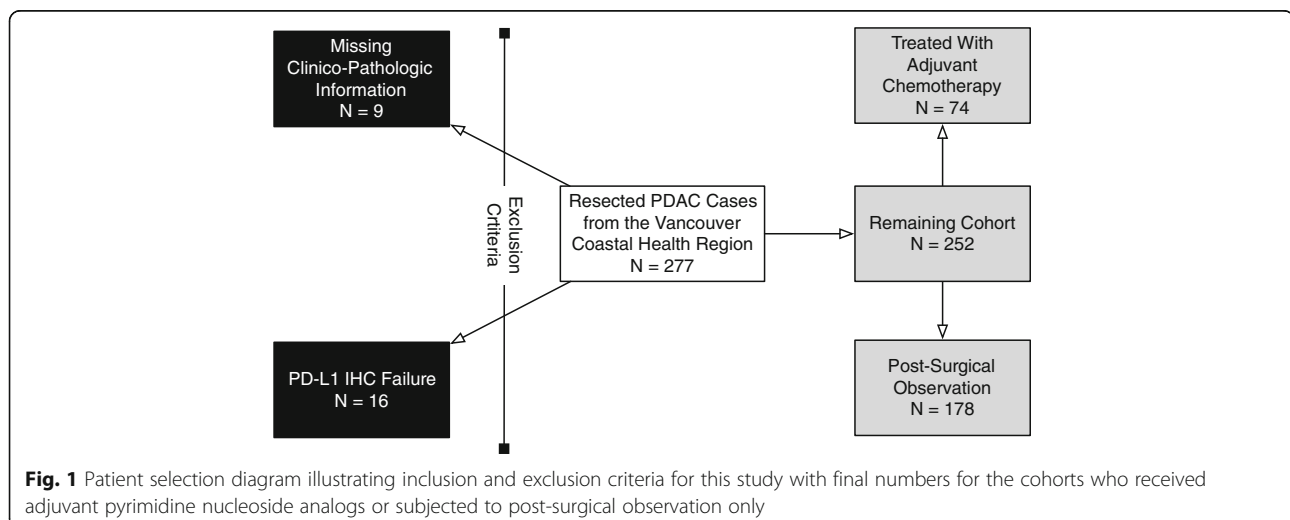 Missing
Clinico-Pathologic
Information
N = 9
PD-L1 IHC Failure
N = 16
Exclusion
Crtiteria
Resected PDAC Cases
from the Vancouver
Coastal Health Region
N = 277
Treated With
Adjuvant
Chemotherapy
N = 74
Remaining Cohort
N = 252
Post-Surgical
Observation
N = 178
Fig. 1 Patient selection diagram illustrating inclusion and exclusion criteria for this study with final numbers for the cohorts who received
adjuvant pyrimidine nucleoside analogs or subjected to post-surgical observation only